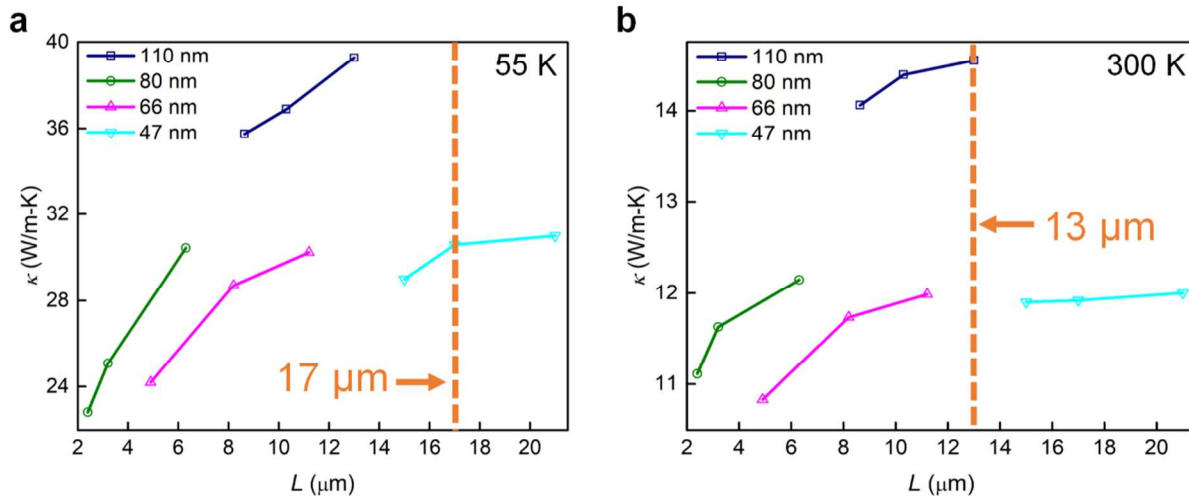 a
40
36
32
28
24
κ (W/m-K)
110 nm
80 nm
66 nm
47 nm
55 K
17 μm
2 4 6 8 10 12 14 16 18 20
L (μm)
b
14
13
12
11
κ (W/m-K)
110 nm
80 nm
66 nm
47 nm
300 K
13 μm
2 4 6 8 10 12 14 16 18 20
L (μm)